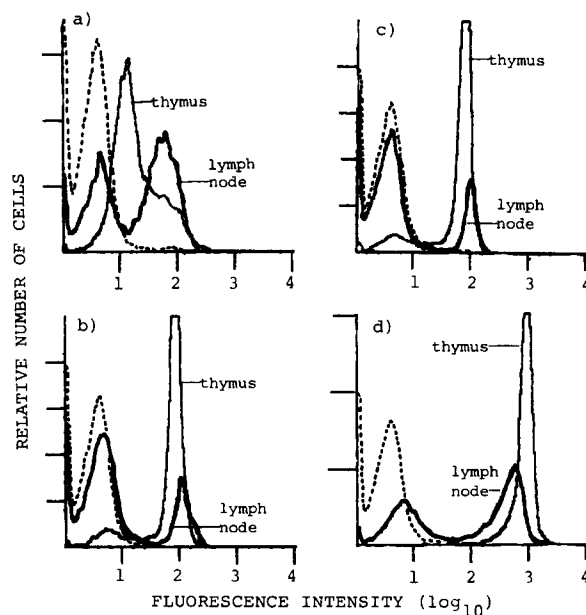 a)
thymus
lymph
node
1 2 3 4
c)
thymus
lymph
node
1 2 3 4
b)
thymus
lymph
node
1 2 3 4
d)
thymus
lymph
node
1 2 3 4
RELATIVE NUMBER OF CELLS
FLUORESCENCE INTENSITY (log₁₀)